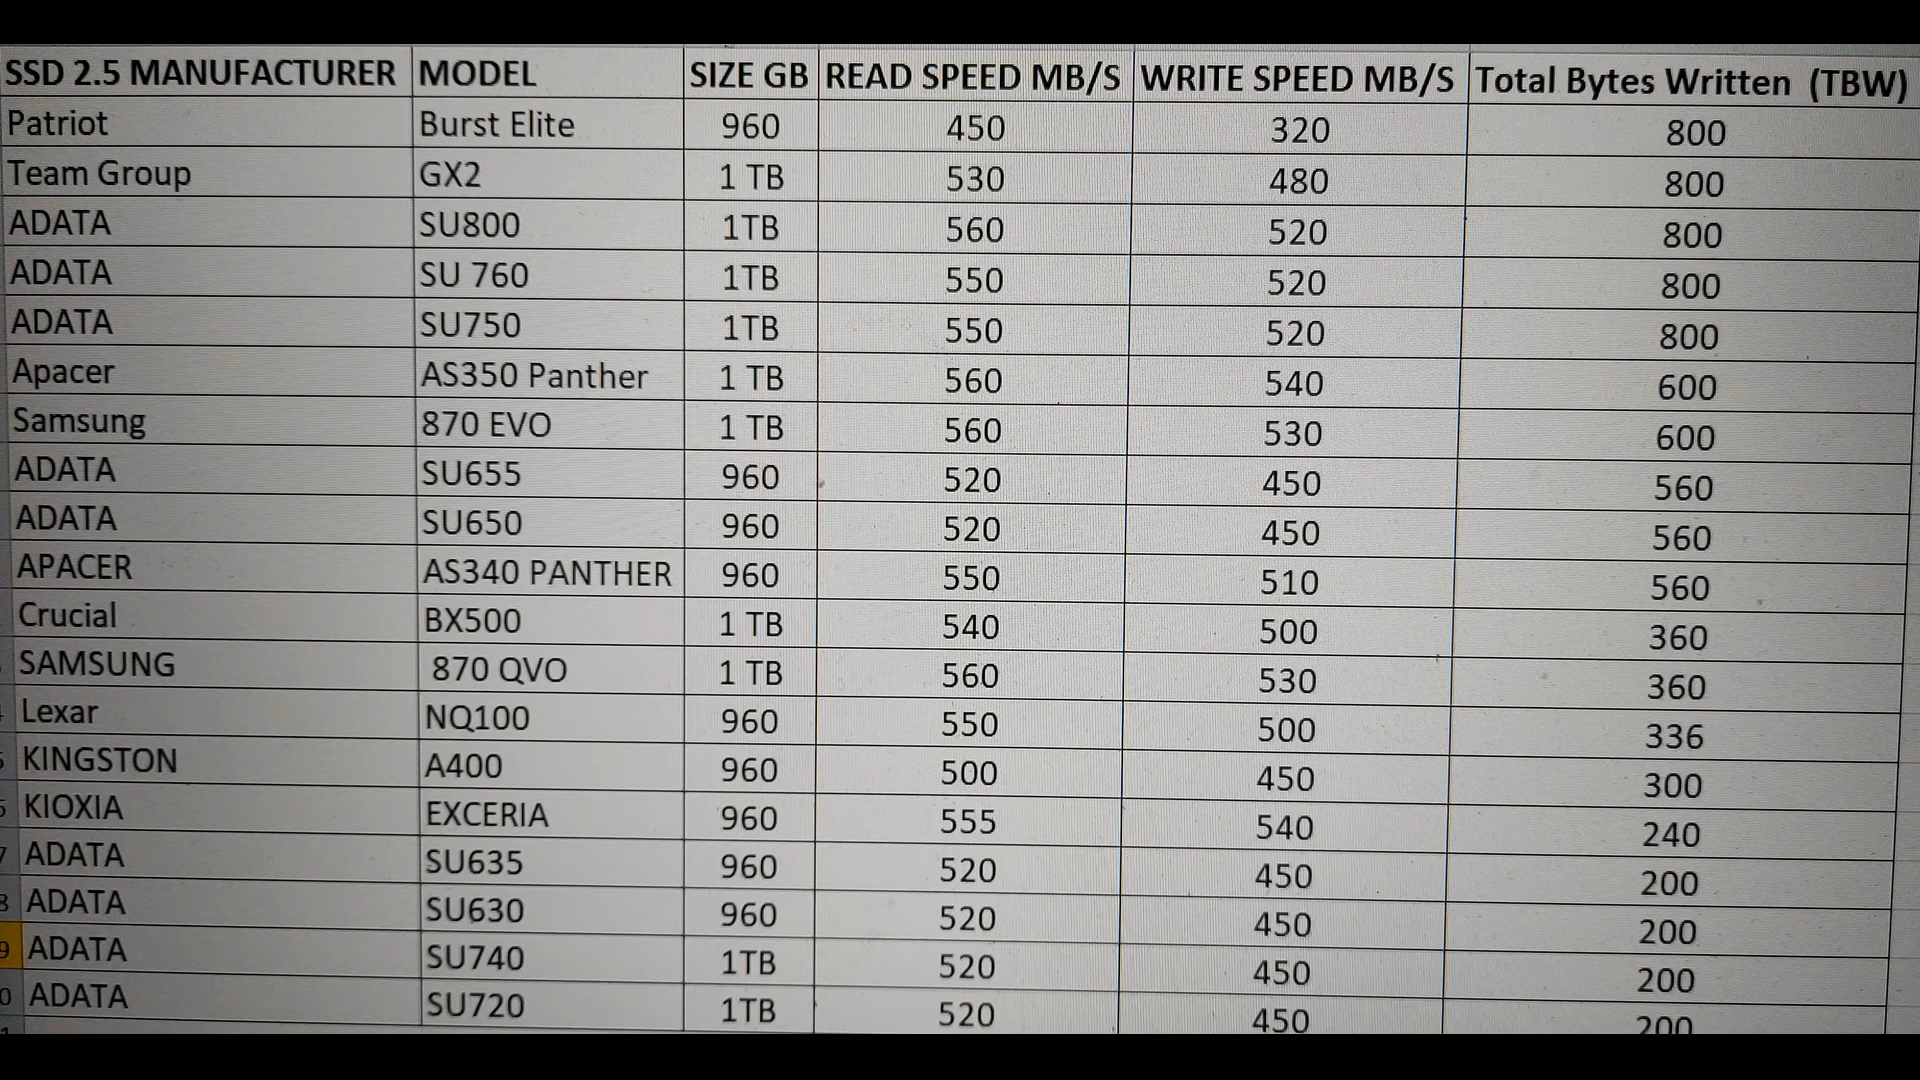 SSD 2.5 MANUFACTURER MODEL SIZE GB READ SPEED MB/S WRITE SPEED MB/S Total Bytes Written (TBW)
Patriot Burst Elite 960 450 320 800
Team Group GX2 1 TB 530 480 800
ADATA SU800 1TB 560 520 800
ADATA SU 760 1TB 550 520 800
ADATA SU750 1TB 550 520 800
Apacer AS350 Panther 1 TB 560 540 600
Samsung 870 EVO 1 TB 560 530 600
ADATA SU655 960 520 450 560
ADATA SU650 960 520 450 560
APACER AS340 PANTHER 960 550 510 560
Crucial BX500 1 TB 540 500 360
SAMSUNG 870 QVO 1 TB 560 530 360
Lexar NQ100 960 550 500 336
KINGSTON A400 960 500 450 300
KIOXIA EXCERIA 960 555 540 240
7 ADATA SU635 960 520 450 200
8 ADATA SU630 960 520 450 200
9 ADATA SU740 1TB 520 450 200
0 ADATA SU720 1TB 520 450 200